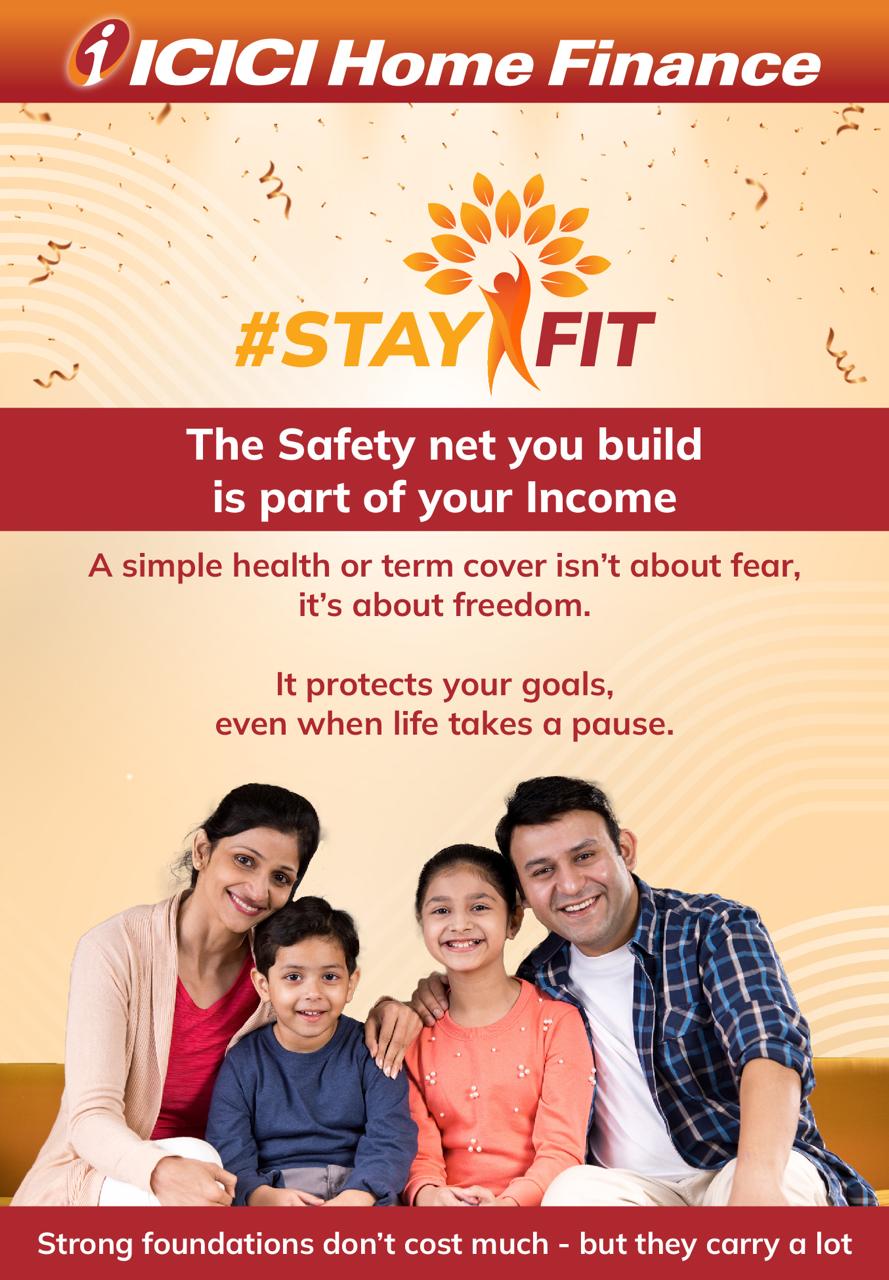 i ICICI Home Finance
#STAY FIT
The Safety net you build
is part of your Income
A simple health or term cover isn’t about fear,
it’s about freedom.
It protects your goals,
even when life takes a pause.
Strong foundations don’t cost much - but they carry a lot